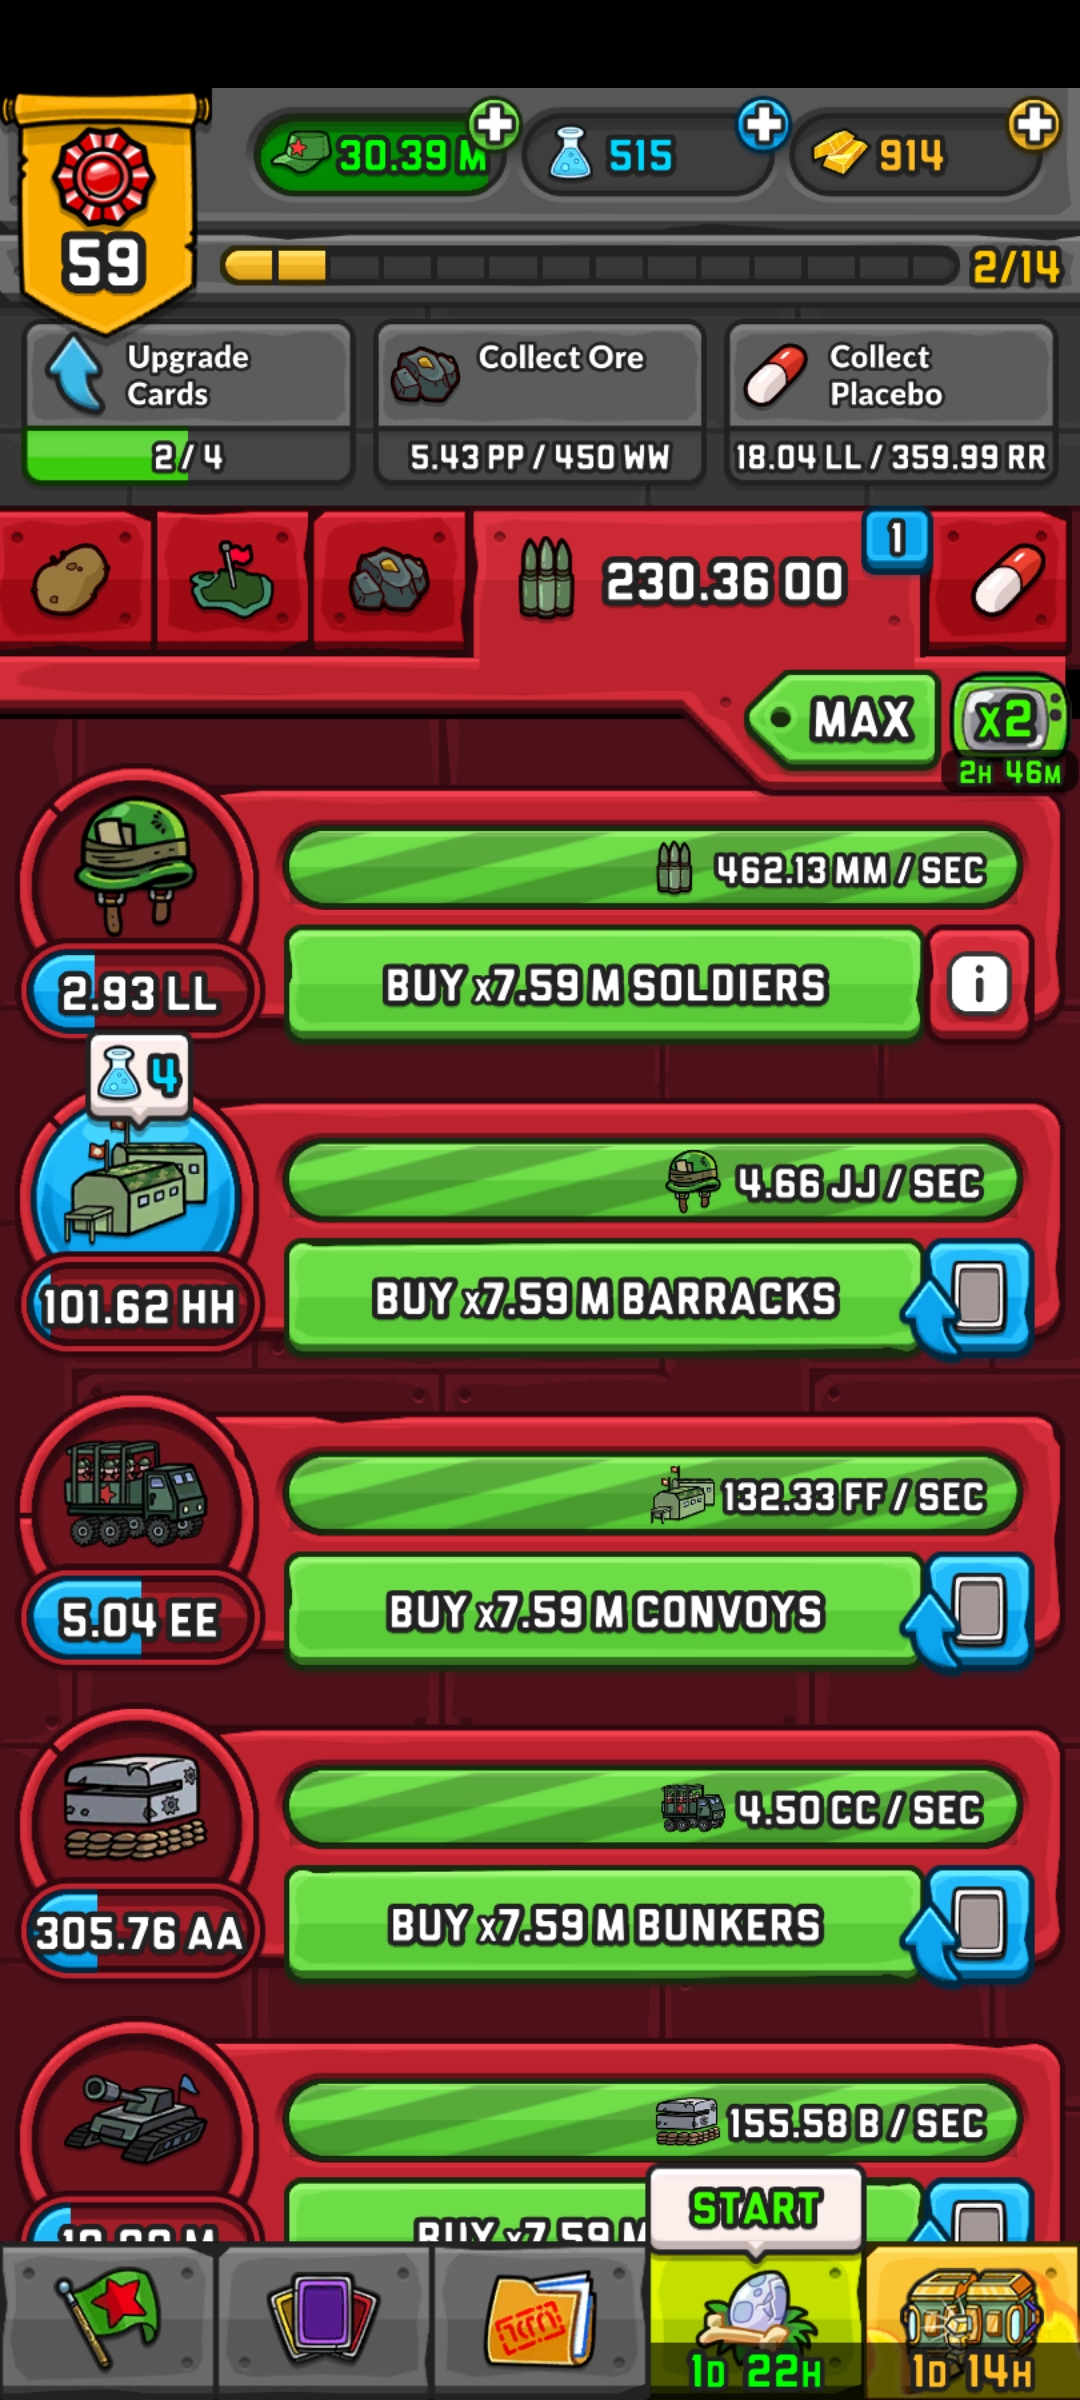 30.39 M
515
914
59
2/14
Upgrade Cards
2/4
Collect Ore
5.43 PP / 450 WW
Collect Placebo
18.04 LL / 359.99 RR
230.36 OO
1
MAX
x2
2H 46M
462.13 MM / SEC
2.93 LL
BUY x7.59 M SOLDIERS
i
4
4.66 JJ / SEC
101.62 HH
BUY x7.59 M BARRACKS
132.33 FF / SEC
5.04 EE
BUY x7.59 M CONVOYS
4.50 CC / SEC
305.76 AA
BUY x7.59 M BUNKERS
155.58 B / SEC
BUY x7.59 M
START
1D 22H
1D 14H